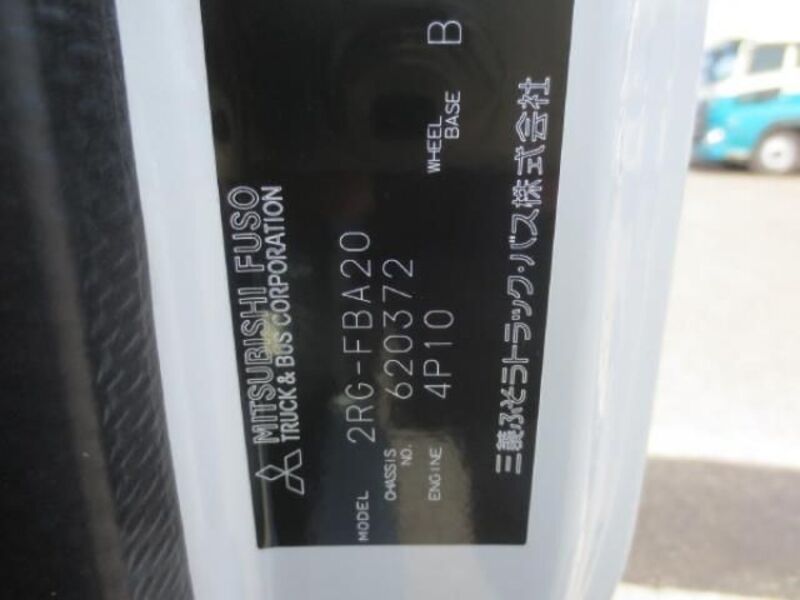 MITSUBISHI FUSO
TRUCK & BUS CORPORATION
MODEL 2RG-FBA20
CHASSIS NO. 620372
ENGINE 4P10
WHEEL BASE B
三菱ふそうトラック・バス株式会社